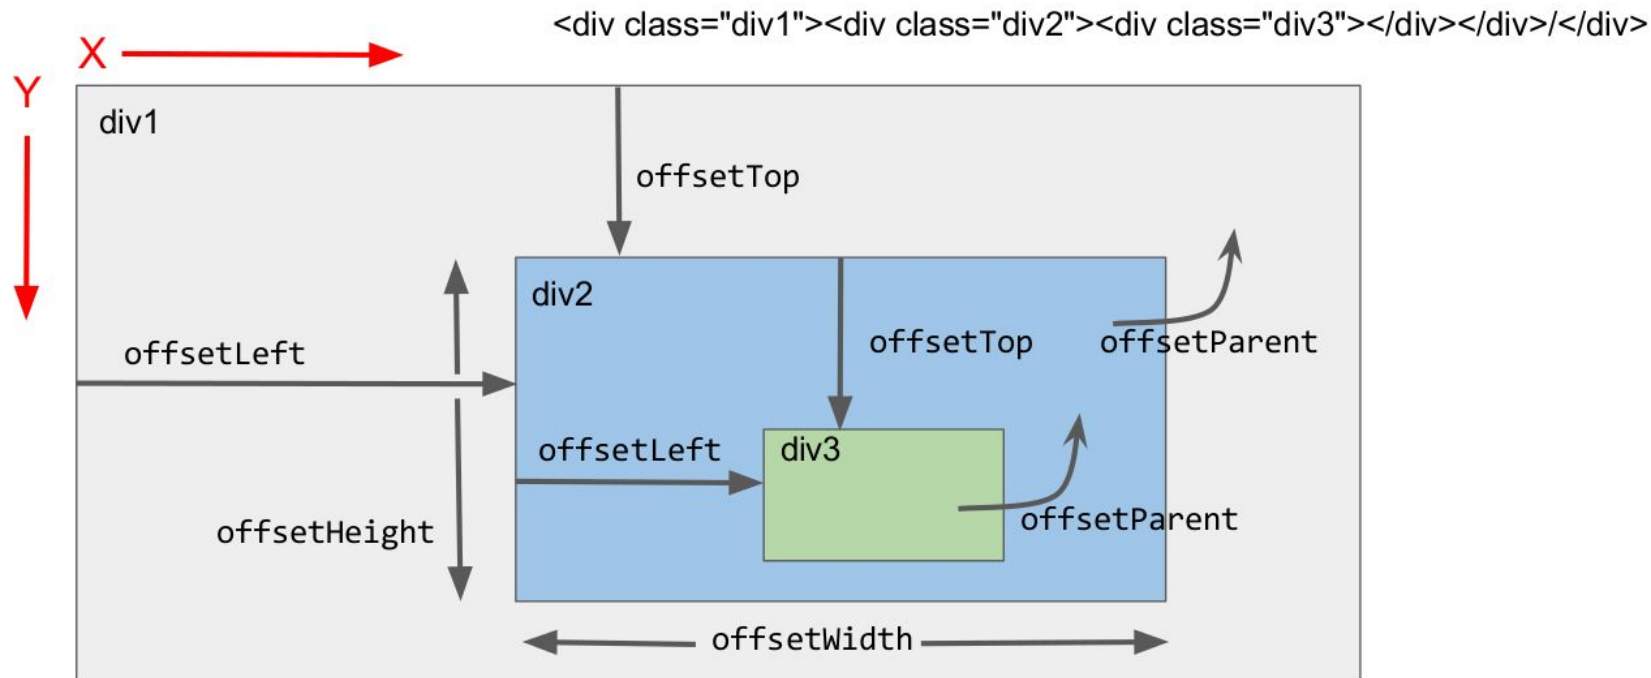 <div class="div1"><div class="div2"><div class="div3"></div></div>/</div>
X
Y
div1
offsetTop
div2
offsetLeft
offsetTop
offsetParent
offsetLeft
div3
offsetHeight
offsetParent
offsetWidth